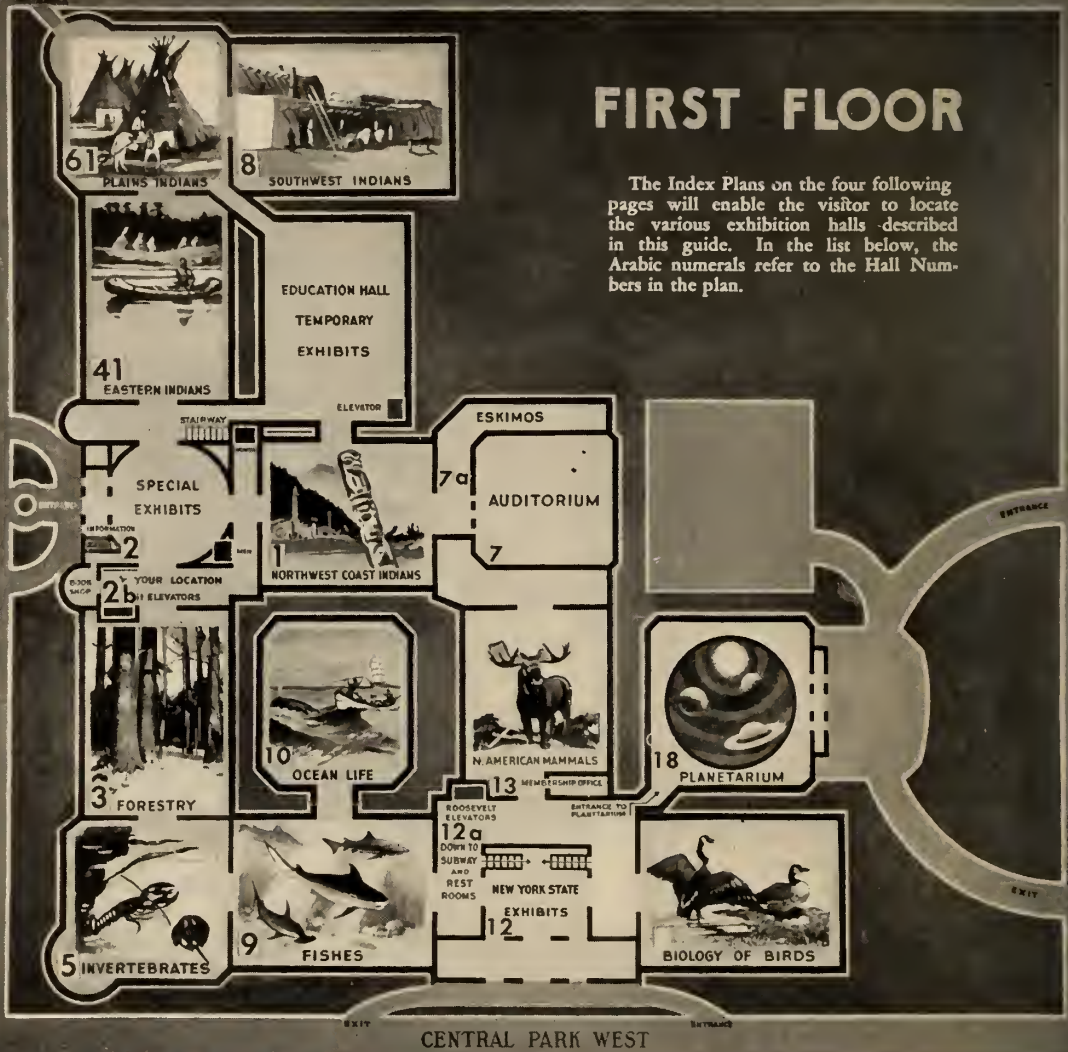 FIRST FLOOR
The Index Plans on the four following
pages will enable the visitor to locate
the various exhibition halls described
in this guide. In the list below, the
Arabic numerals refer to the Hall Num-
bers in the plan.
61
PLAINS INDIANS
8
SOUTHWEST INDIANS
41
EASTERN INDIANS
EDUCATION HALL
TEMPORARY
EXHIBITS
ELEVATOR
STAIRWAY
WOMEN
SPECIAL
EXHIBITS
ENTRANCE
INFORMATION
2
MEN
BOOK
SHOP
2b
YOUR LOCATION
ELEVATORS
1
NORTHWEST COAST INDIANS
ESKIMOS
7a
AUDITORIUM
7
ENTRANCE
3
FORESTRY
10
OCEAN LIFE
N. AMERICAN MAMMALS
13
MEMBERSHIP OFFICE
18
PLANETARIUM
ENTRANCE TO
PLANETARIUM
ROOSEVELT
ELEVATORS
12a
DOWN TO
SUBWAY
AND
REST
ROOMS
NEW YORK STATE
EXHIBITS
12
5
INVERTEBRATES
9
FISHES
BIOLOGY OF BIRDS
EXIT
EXIT
ENTRANCE
CENTRAL PARK WEST